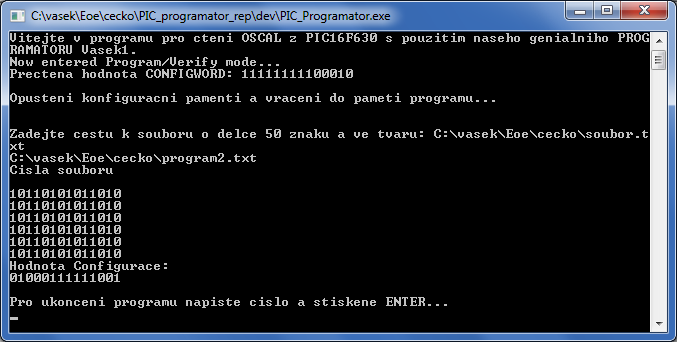 C:\vasek\Eoe\cecko\PIC_programator_rep\dev\PIC_Programator.exe
Vitejte v programu pro cteni OSCAL z PIC16F630 s pouzitim naseho genialniho PROG
RAMATORU Vasek1.
Now entered Program/Verify mode...
Prectena hodnota CONFIGWORD: 11111111100010
Opusteni konfiguracni pamenti a vraceni do pameti programu...
Zadejte cestu k souboru o delce 50 znaku a ve tvaru: C:\vasek\Eoe\cecko\soubor.t
xt
C:\vasek\Eoe\cecko\program2.txt
Cisla souboru
10110101011010
10110101011010
10110101011010
10110101011010
10110101011010
10110101011010
Hodnota Configurace:
01000111111001
Pro ukonceni programu napiste cislo a stiskene ENTER...